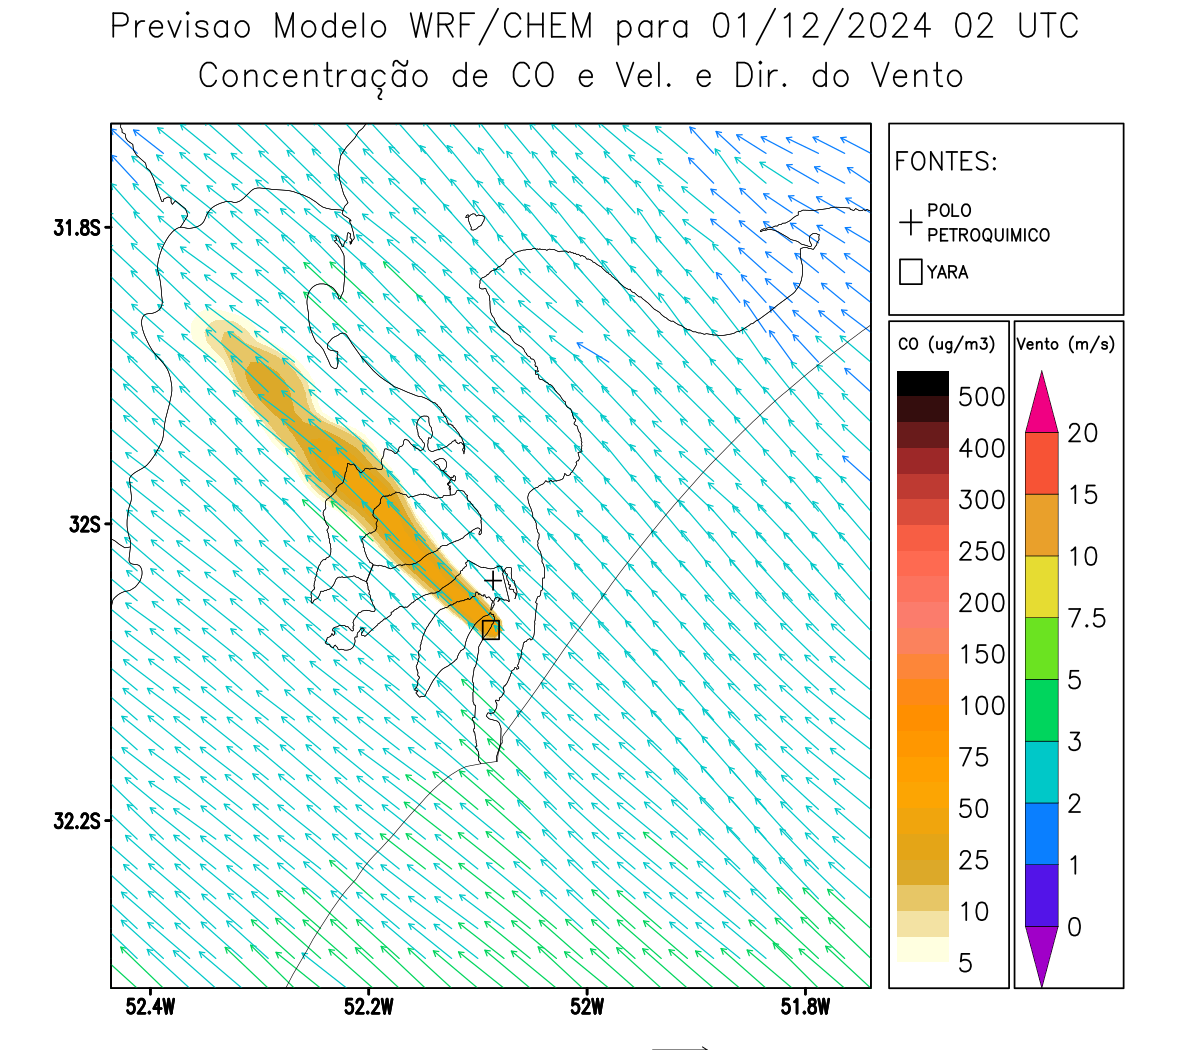 Previsao Modelo WRF/CHEM para 01/12/2024 02 UTC
Concentração de CO e Vel. e Dir. do Vento
FONTES:
POLO
PETROQUIMICO
YARA
CO (ug/m3)
500
400
300
250
200
150
100
75
50
25
10
5
Vento (m/s)
20
15
10
7.5
5
3
2
1
0
31.8S
32S
32.2S
52.4W
52.2W
52W
51.8W